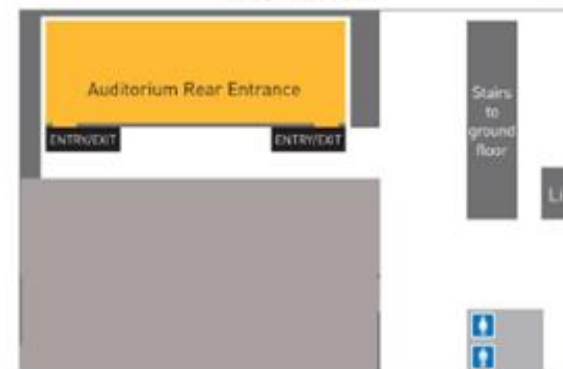 Auditorium Rear Entrance
ENTRY/EXIT
ENTRY/EXIT
Stairs
to
ground
floor